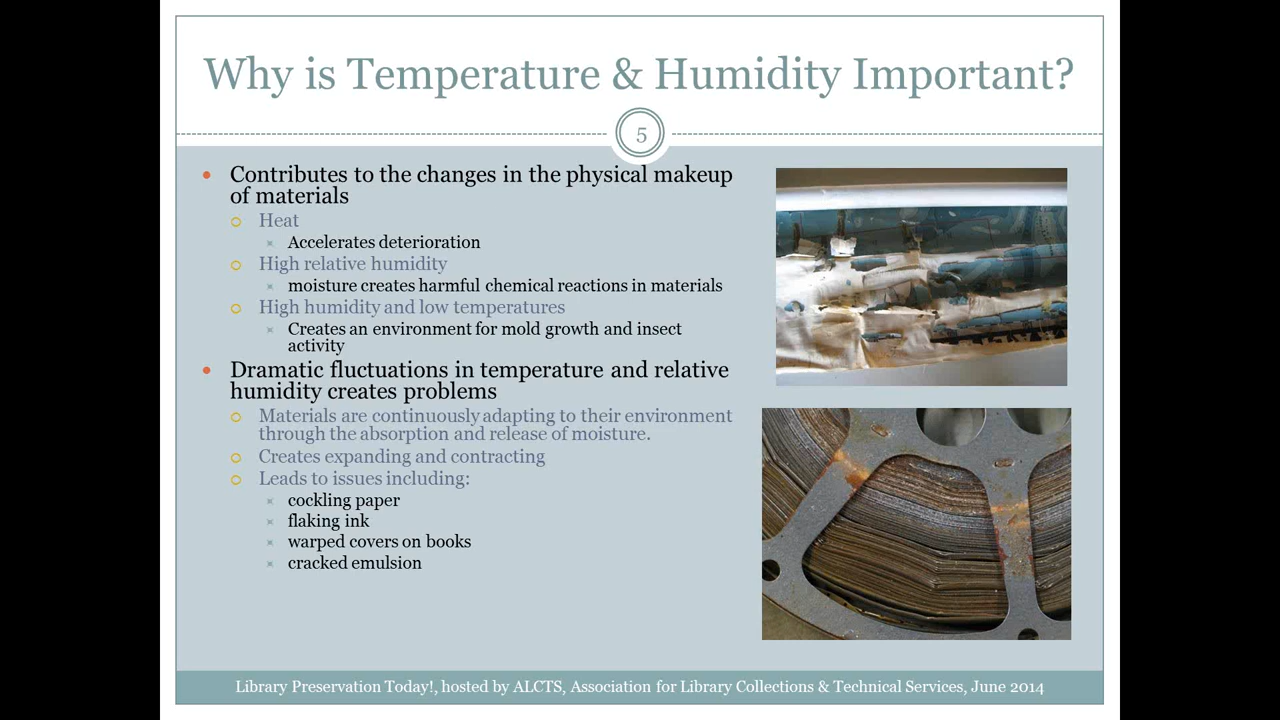 Why is Temperature & Humidity Important?
5
Contributes to the changes in the physical makeup
of materials
Heat
Accelerates deterioration
High relative humidity
moisture creates harmful chemical reactions in materials
High humidity and low temperatures
Creates an environment for mold growth and insect
activity
Dramatic fluctuations in temperature and relative
humidity creates problems
Materials are continuously adapting to their environment
through the absorption and release of moisture.
Creates expanding and contracting
Leads to issues including:
cockling paper
flaking ink
warped covers on books
cracked emulsion
Library Preservation Today!, hosted by ALCTS, Association for Library Collections & Technical Services, June 2014